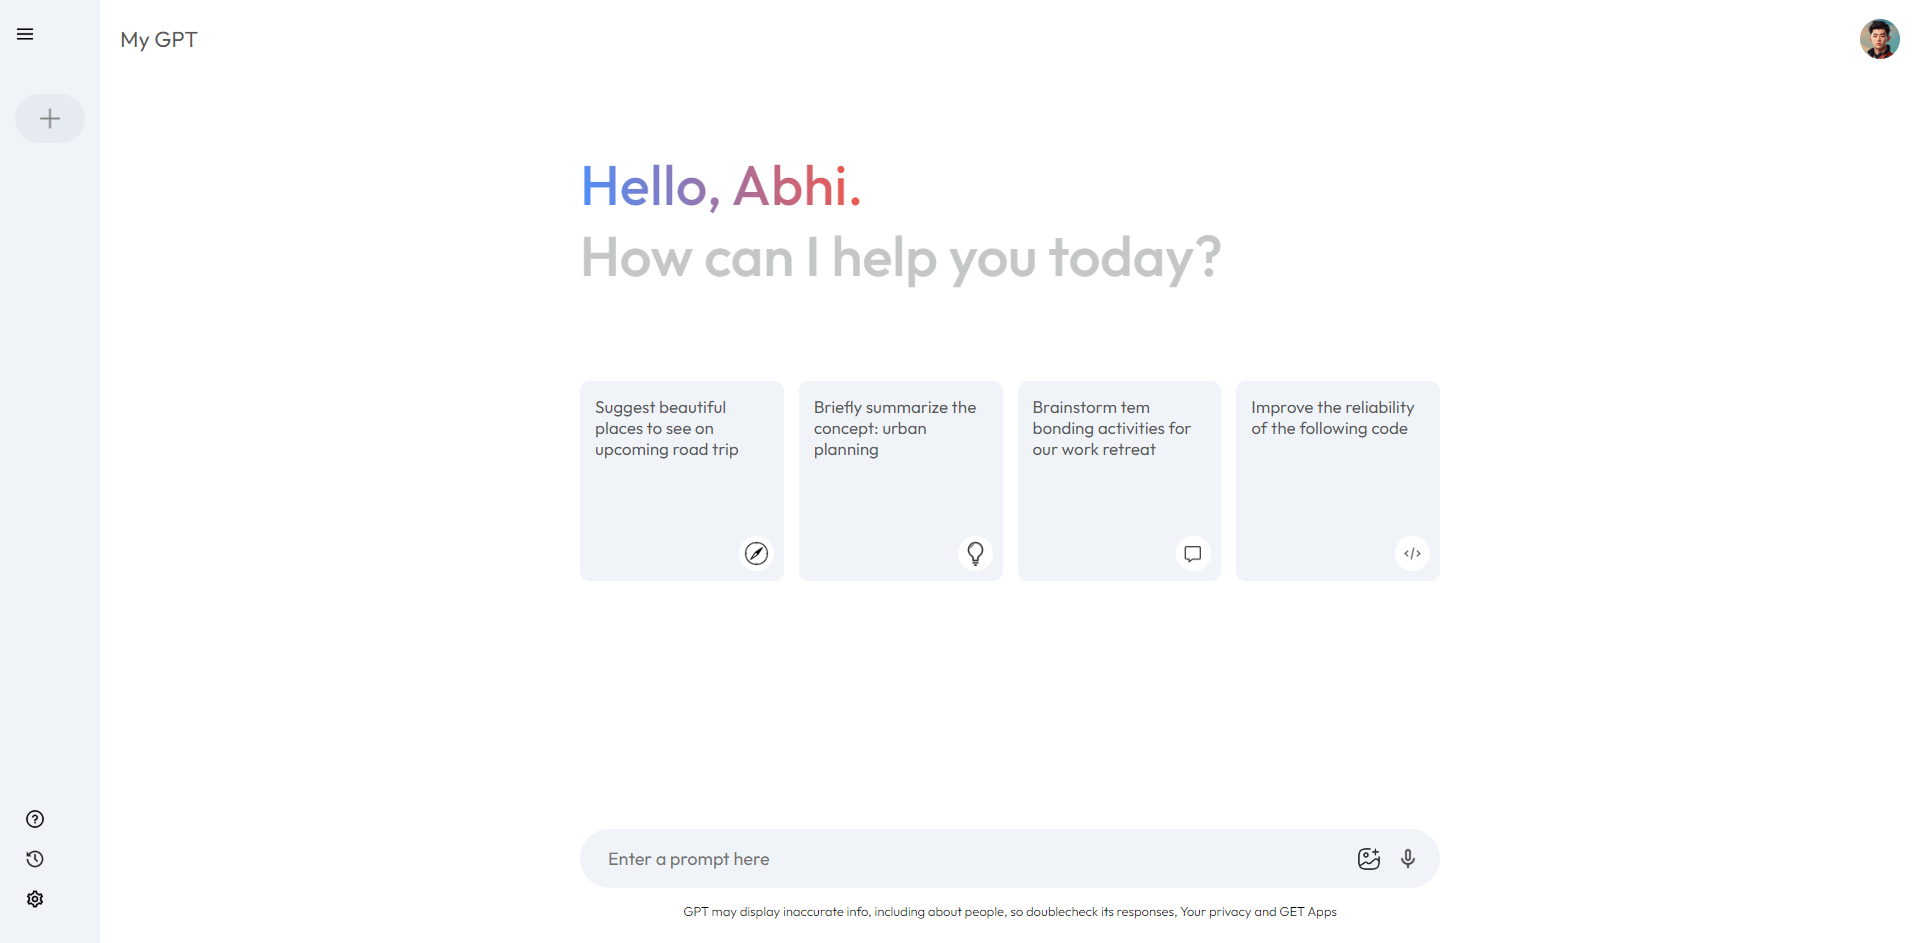 My GPT
Hello, Abhi.
How can I help you today?
Suggest beautiful
places to see on
upcoming road trip
Briefly summarize the
concept: urban
planning
Brainstorm tem
bonding activities for
our work retreat
Improve the reliability
of the following code
Enter a prompt here
GPT may display inaccurate info, including about people, so doublecheck its responses, Your privacy and GET Apps